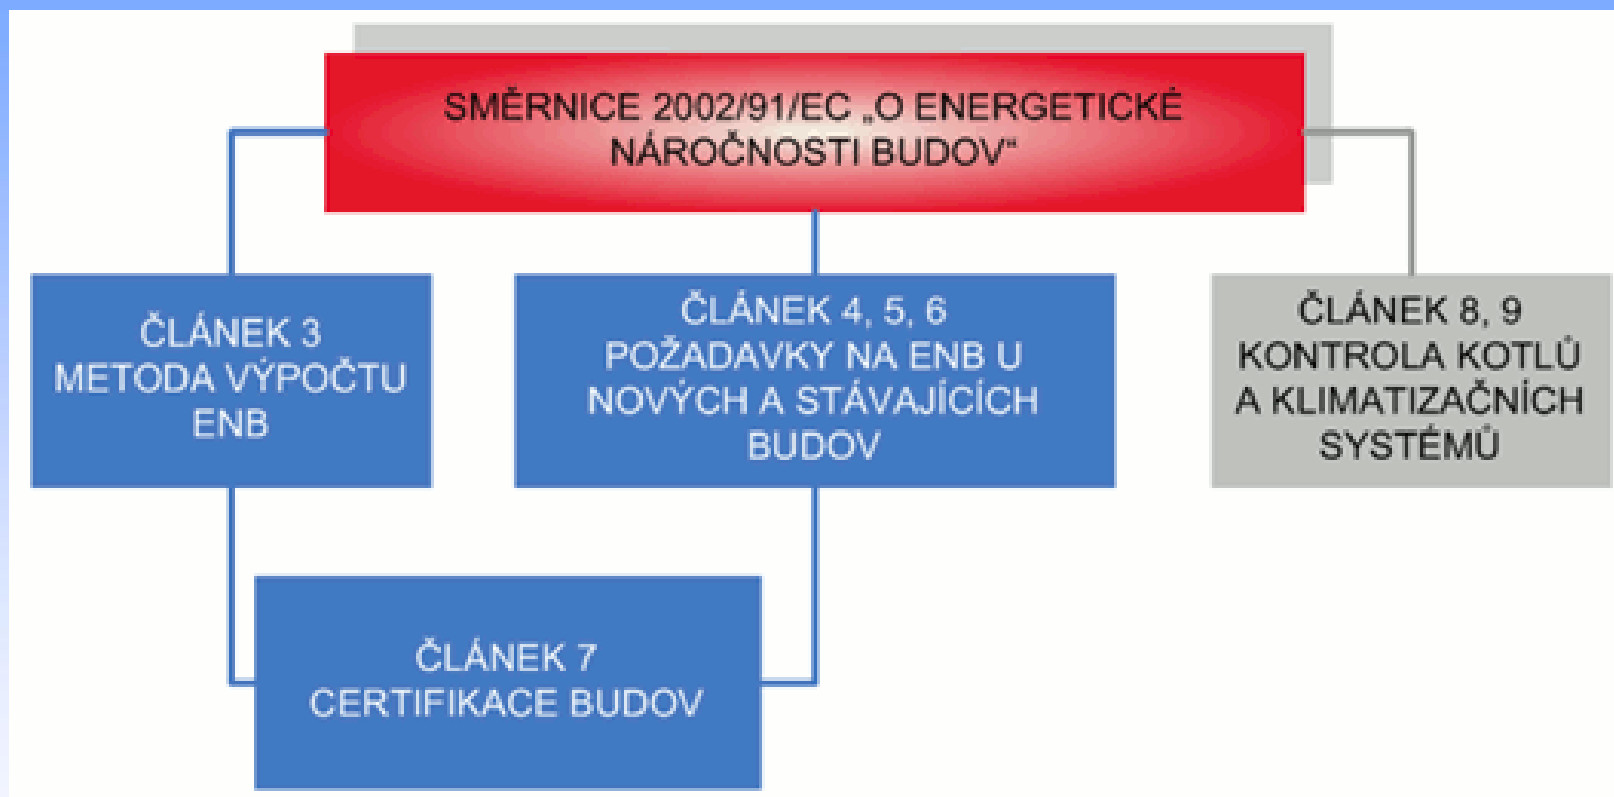 SMĚRNICE 2002/91/EC „O ENERGETICKÉ
NÁROČNOSTI BUDOV“
ČLÁNEK 3
METODA VÝPOČTU
ENB
ČLÁNEK 4, 5, 6
POŽADAVKY NA ENB U
NOVÝCH A STÁVAJÍCÍCH
BUDOV
ČLÁNEK 8, 9
KONTROLA KOTLŮ
A KLIMATIZAČNÍCH
SYSTÉMŮ
ČLÁNEK 7
CERTIFIKACE BUDOV